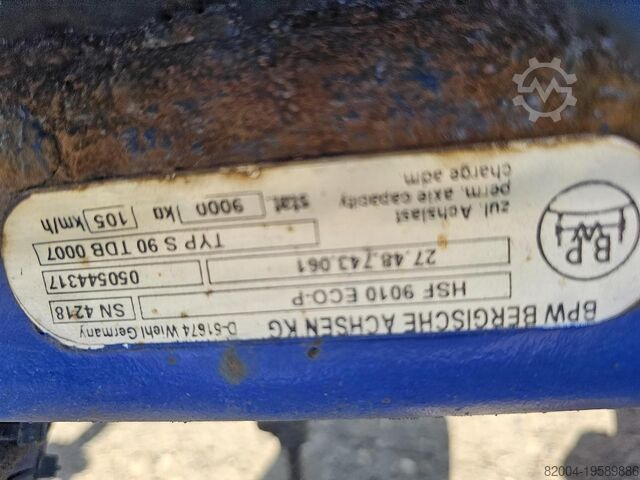 BPW BERGISCHE ACHSEN KG
D-51674 Wiehl Germany
HSF 9010 ECO-P SN 4218
27.48.743.061 050544317
TYP S 90 TDB 0007
zul. Achslast
perm. axle capacity
charge adm.
stat. 9000 kg 105 km/h
BPW
82004-19589886